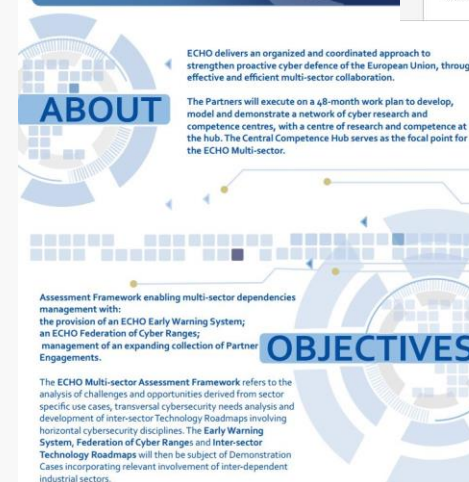 ECHO delivers an organized and coordinated approach to
strengthen proactive cyber defence of the European Union, throug
effective and efficient multi-sector collaboration.
The Partners will execute on a 48-month work plan to develop,
model and demonstrate a network of cyber research and
competence centres, with a centre of research and competence at
the hub. The Central Competence Hub serves as the focal point for
the ECHO Multi-sector.
ABOUT
Assessment Framework enabling multi-sector dependencies
management with:
the provision of an ECHO Early Warning System;
an ECHO Federation of Cyber Ranges;
management of an expanding collection of Partner
Engagements.
OBJECTIVES
The ECHO Multi-sector Assessment Framework refers to the
analysis of challenges and opportunities derived from sector
specific use cases, transversal cybersecurity needs analysis and
development of inter-sector Technology Roadmaps involving
horizontal cybersecurity disciplines. The Early Warning
System, Federation of Cyber Ranges and Inter-sector
Technology Roadmaps will then be subject of Demonstration
Cases incorporating relevant involvement of inter-dependent
industrial sectors.